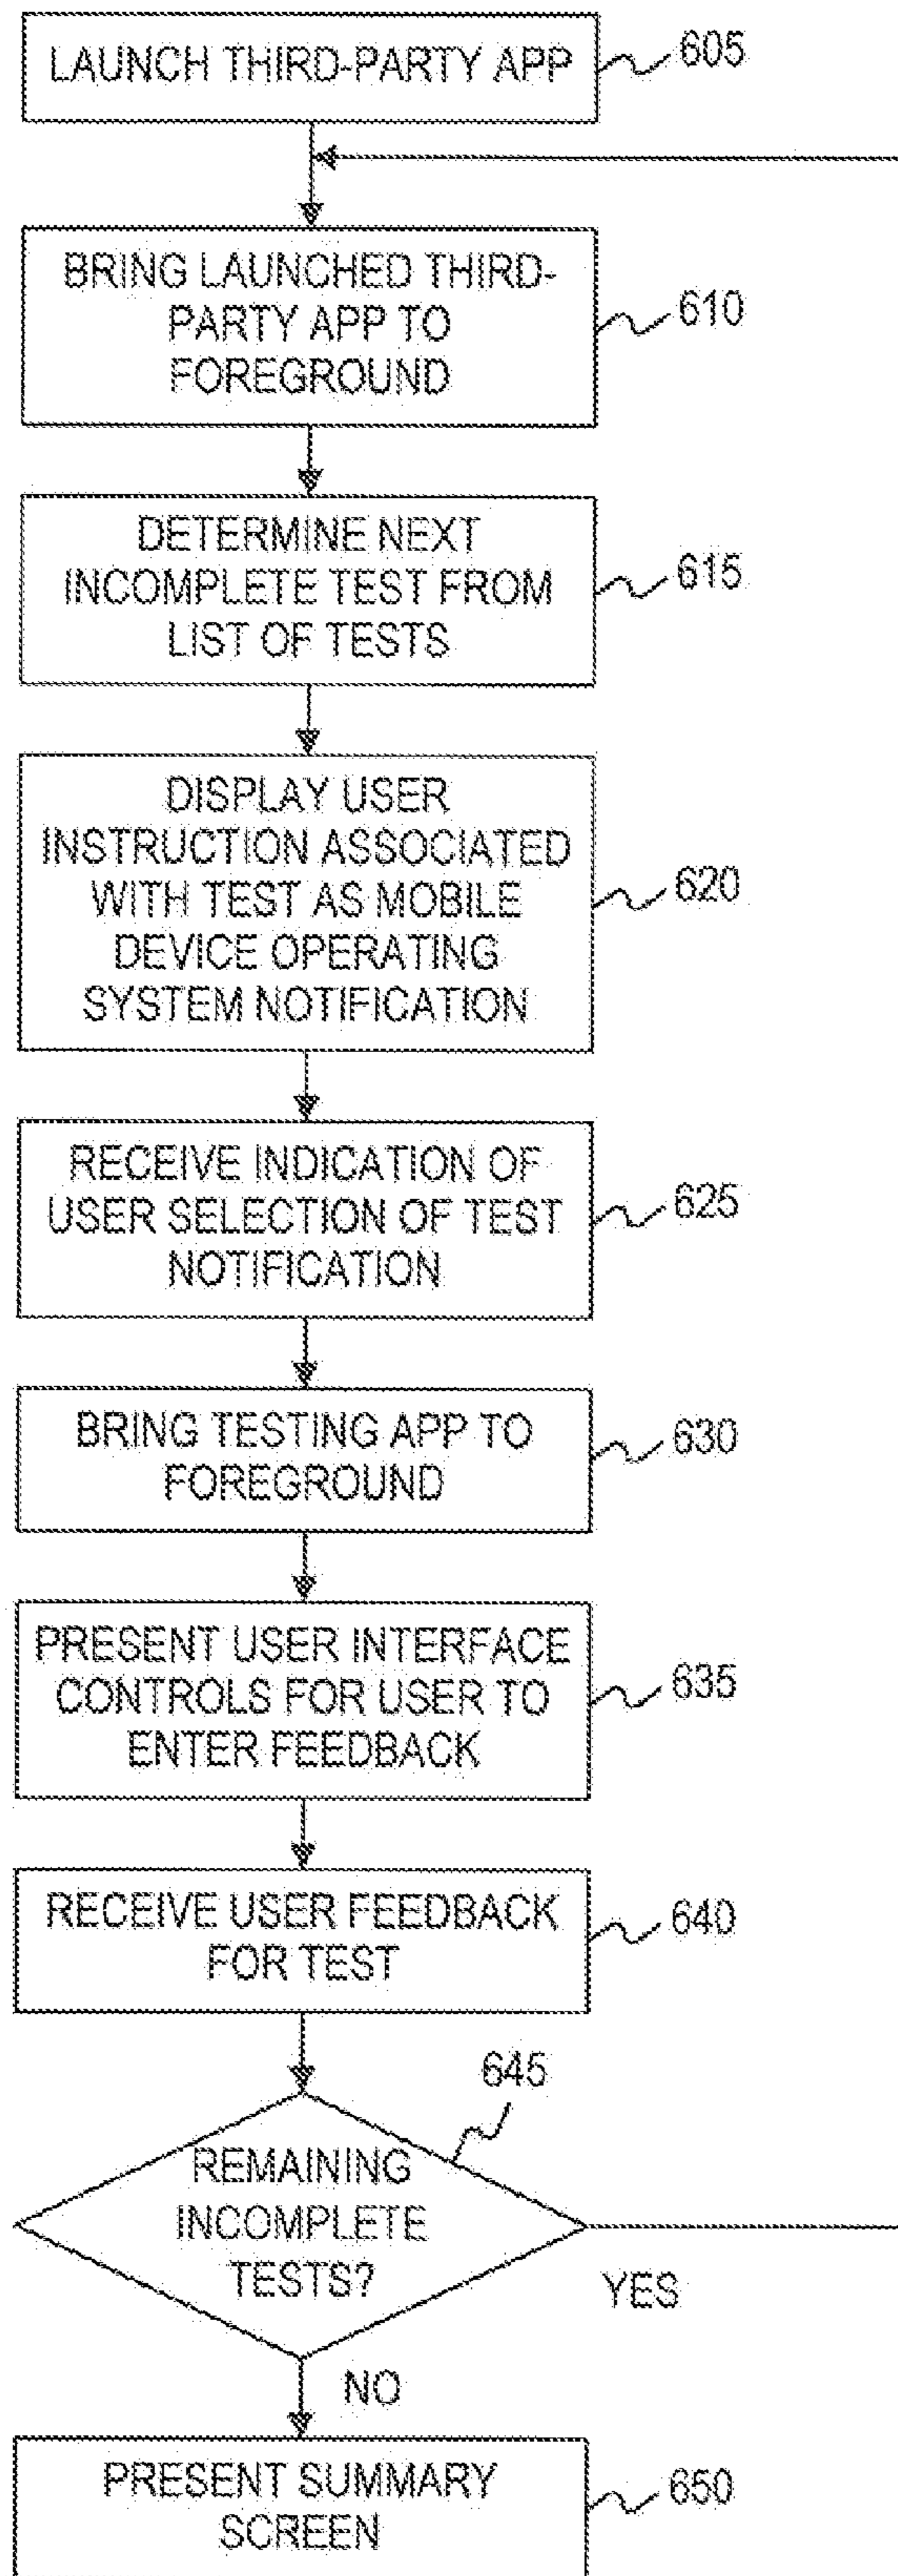 LAUNCH THIRD-PARTY APP
605
BRING LAUNCHED THIRD-
PARTY APP TO
FOREGROUND
610
DETERMINE NEXT
INCOMPLETE TEST FROM
LIST OF TESTS
615
DISPLAY USER
INSTRUCTION ASSOCIATED
WITH TEST AS MOBILE
DEVICE OPERATING
SYSTEM NOTIFICATION
620
RECEIVE INDICATION OF
USER SELECTION OF TEST
NOTIFICATION
625
BRING TESTING APP TO
FOREGROUND
630
PRESENT USER INTERFACE
CONTROLS FOR USER TO
ENTER FEEDBACK
635
RECEIVE USER FEEDBACK
FOR TEST
640
645
REMAINING
INCOMPLETE
TESTS?
YES
NO
PRESENT SUMMARY
SCREEN
650